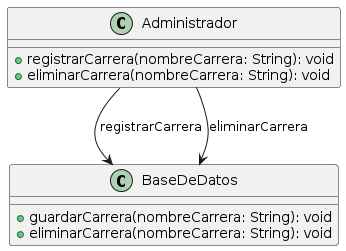 C Administrador
registrarCarrera(nombreCarrera: String): void
eliminarCarrera(nombreCarrera: String): void
registrarCarrera
eliminarCarrera
C BaseDeDatos
guardarCarrera(nombreCarrera: String): void
eliminarCarrera(nombreCarrera: String): void